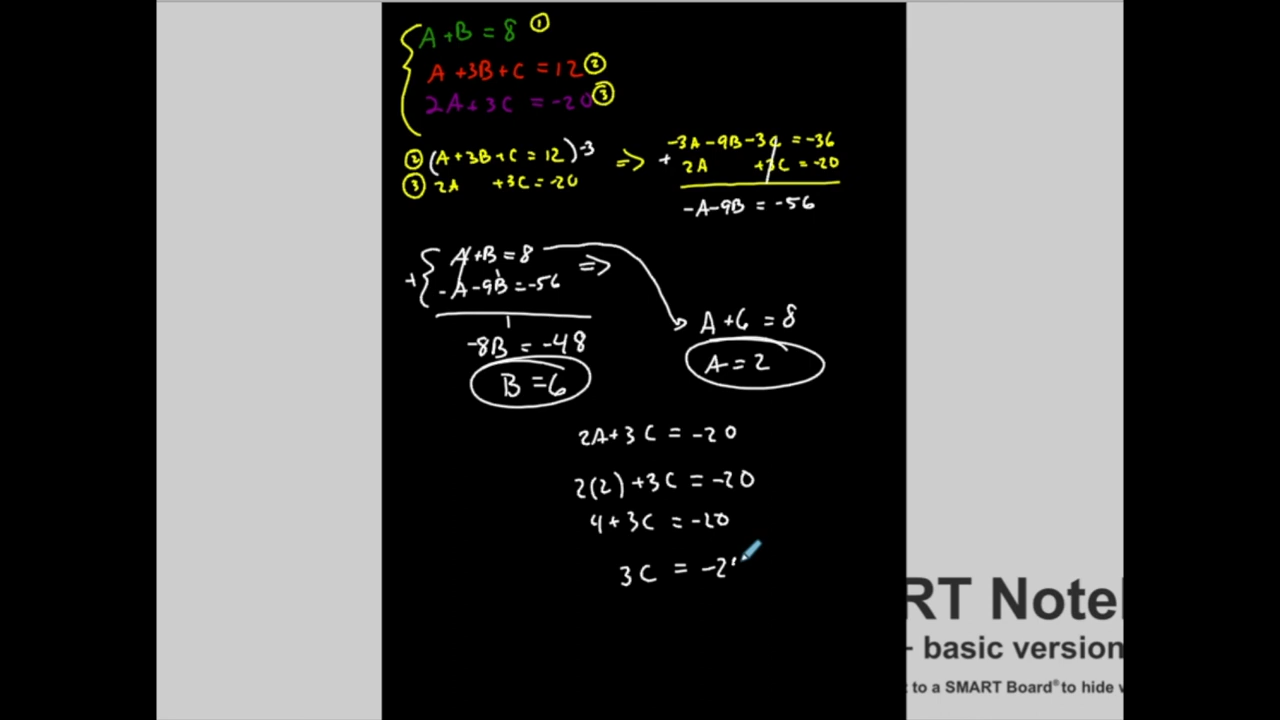 A + B = 8 ①
A + 3B + C = 12 ②
2A + 3C = -20 ③
② (A + 3B + C = 12)-3 => -3A - 9B - 3C = -36
③ 2A + 3C = -20 + 2A + 3C = -20
-A - 9B = -56
A + B = 8 =>
+ -A - 9B = -56
A + 6 = 8
-8B = -48
A = 2
B = 6
2A + 3C = -20
2(2) + 3C = -20
4 + 3C = -20
3C = -2
RT Note
- basic version
to a SMART Board® to hide